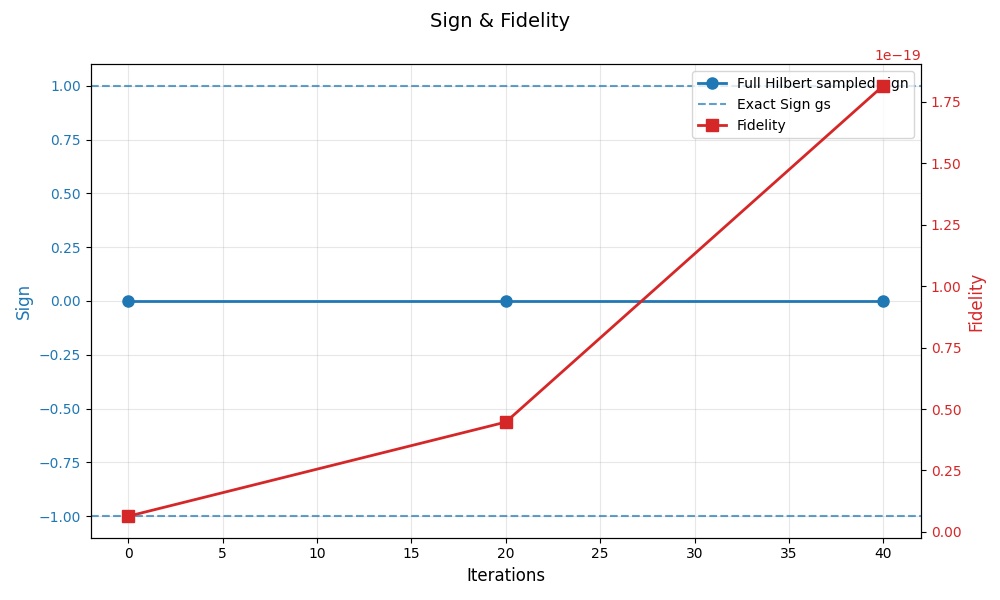 Sign & Fidelity
1e−19
Full Hilbert sampled sign
Exact Sign gs
Fidelity
1.00
0.75
0.50
0.25
0.00
−0.25
−0.50
−0.75
−1.00
Sign
1.75
1.50
1.25
1.00
0.75
0.50
0.25
0.00
Fidelity
0 5 10 15 20 25 30 35 40
Iterations